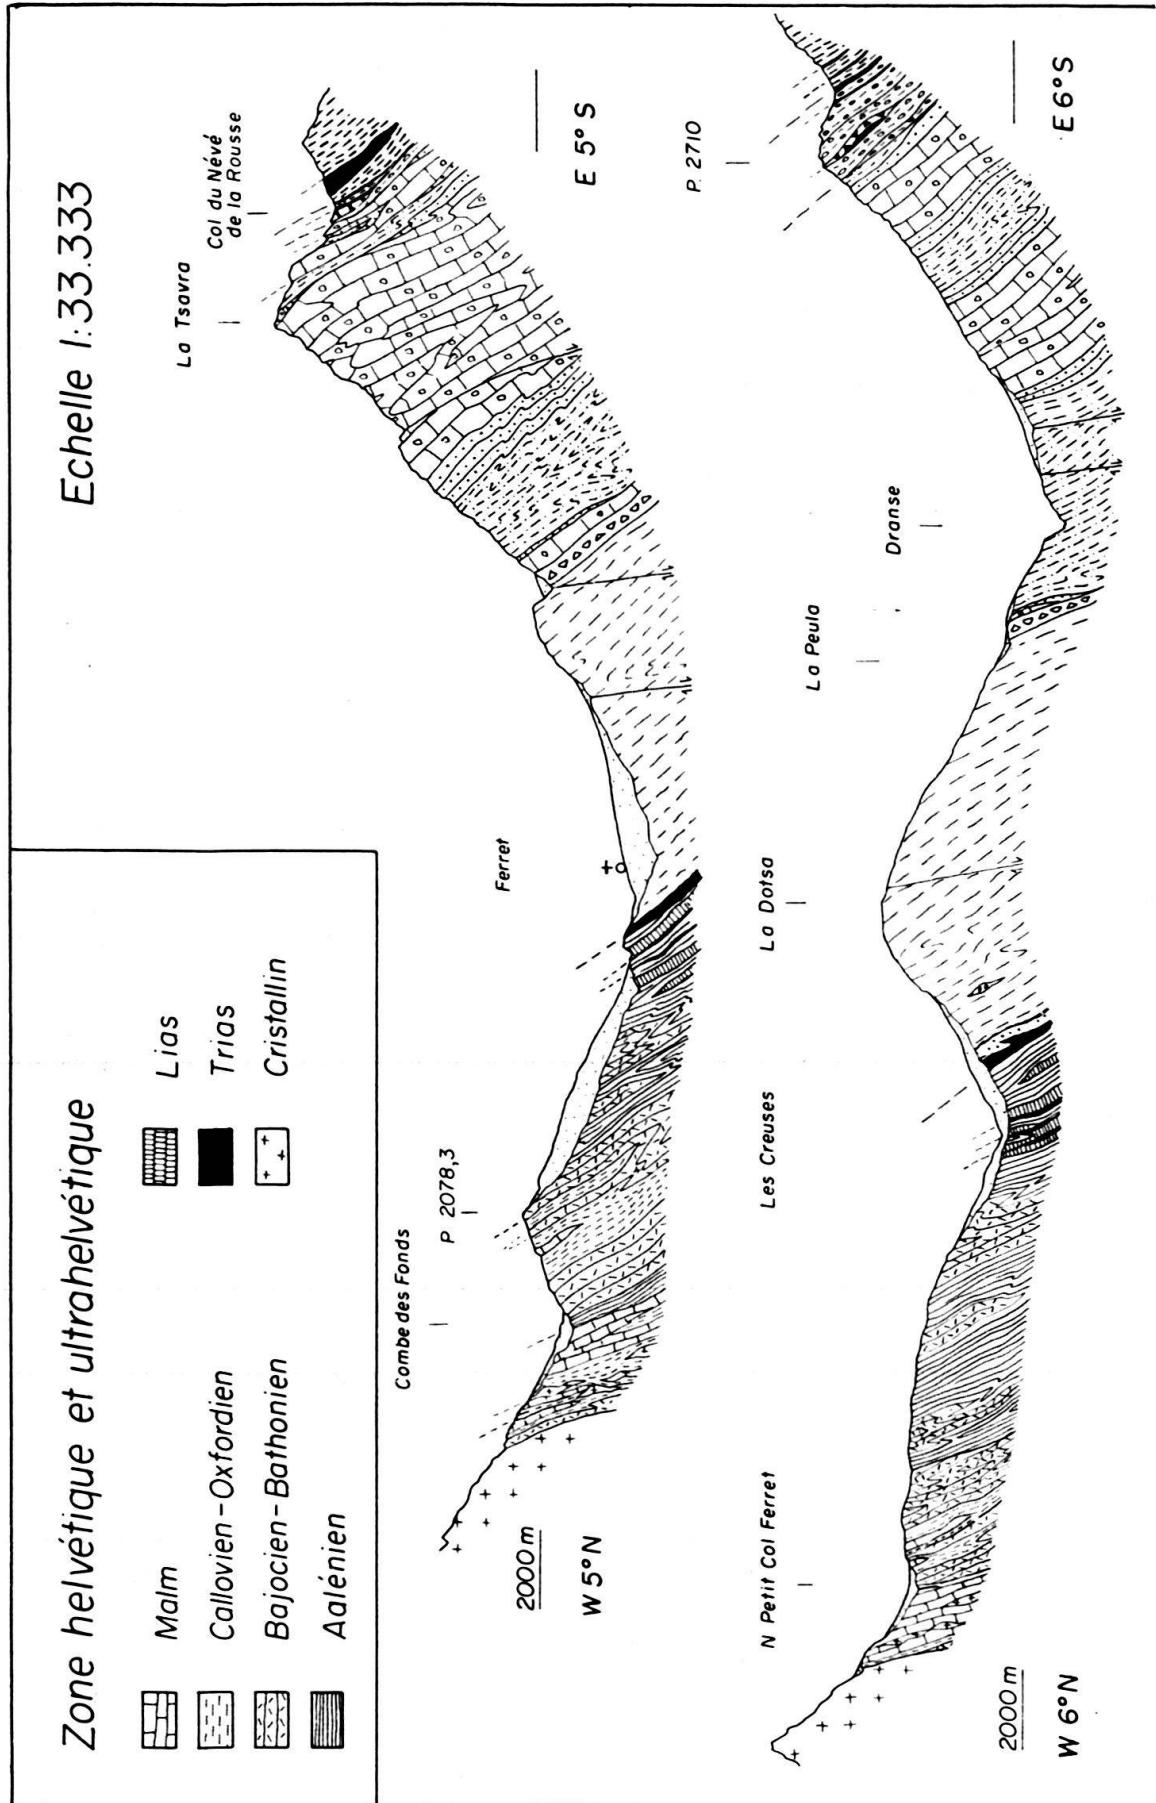 Zone helvétique et ultrahelvétique
Malm
Callovien-Oxfordien
Bajocien-Bathonien
Aalénien
Lias
Trias
Cristallin
Echelle 1:33.333
Combe des Fonds
P 2078,3
Ferret
La Tsavra
Col du Névé
de la Rousse
2000 m
W 5° N
E 5° S
N Petit Col Ferret
Les Creuses
La Dotsa
La Peula
Dranse
P. 2710
2000 m
W 6° N
E 6° S